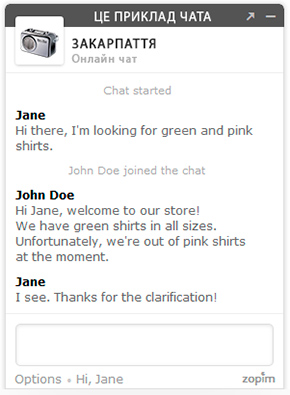 ЦЕ ПРИКЛАД ЧАТА
ЗАКАРПАТТЯ
Онлайн чат
Chat started
Jane
Hi there, I'm looking for green and pink
shirts.
John Doe joined the chat
John Doe
Hi Jane, welcome to our store!
We have green shirts in all sizes.
Unfortunately, we're out of pink shirts
at the moment.
Jane
I see. Thanks for the clarification!
Options • Hi, Jane
zopim